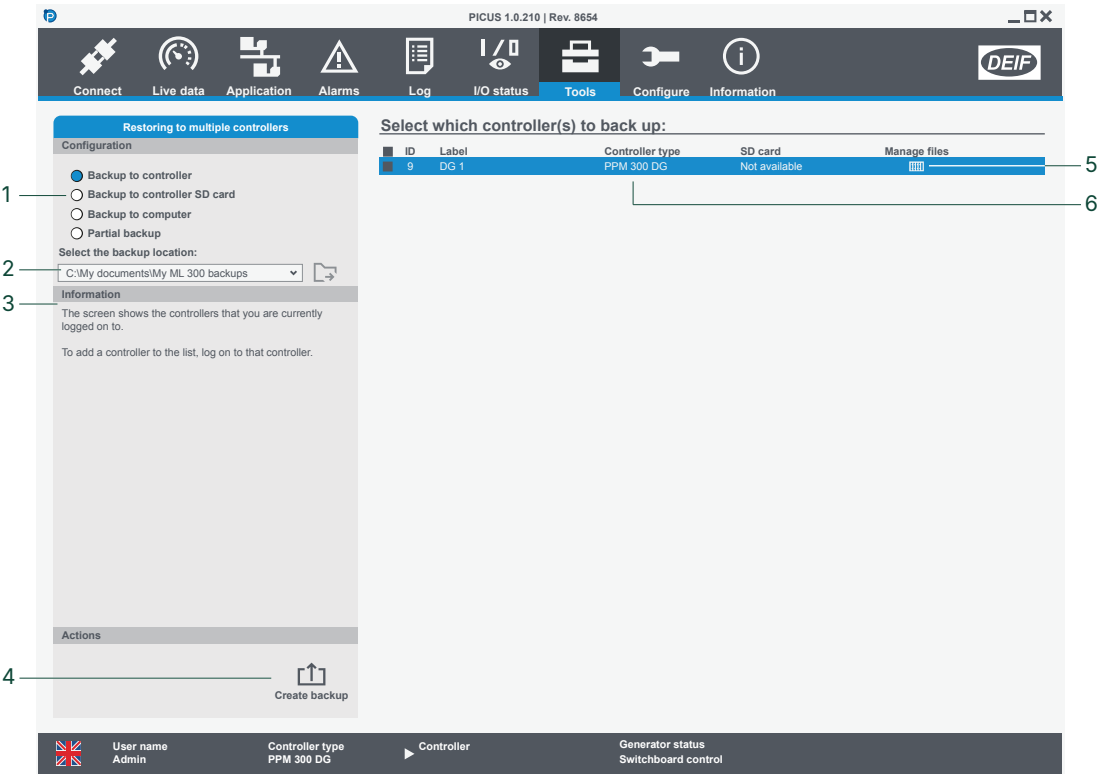 PICUS 1.0.210 | Rev. 8654
Connect Live data Application Alarms Log I/O status Tools Configure Information
DEIF
Restoring to multiple controllers
Configuration
Backup to controller
1
Backup to controller SD card
Backup to computer
Partial backup
Select the backup location:
2
C:\My documents\My ML 300 backups
Information
3
The screen shows the controllers that you are currently
logged on to.
To add a controller to the list, log on to that controller.
Actions
4
Create backup
Select which controller(s) to back up:
ID Label Controller type SD card Manage files
9 DG 1 PPM 300 DG Not available
5
6
User name Controller type Controller Generator status
Admin PPM 300 DG Switchboard control